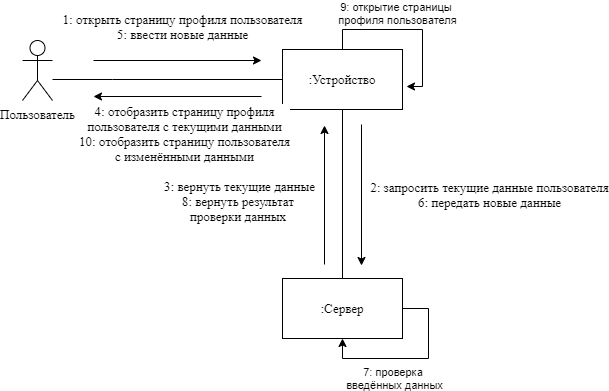 9: открытие страницы
профиля пользователя
1: открыть страницу профиля пользователя
5: ввести новые данные
:Устройство
Пользователь
4: отобразить страницу профиля
пользователя с текущими данными
10: отобразить страницу пользователя
с изменёнными данными
3: вернуть текущие данные
8: вернуть результат
проверки данных
2: запросить текущие данные пользователя
6: передать новые данные
:Сервер
7: проверка
введённых данных